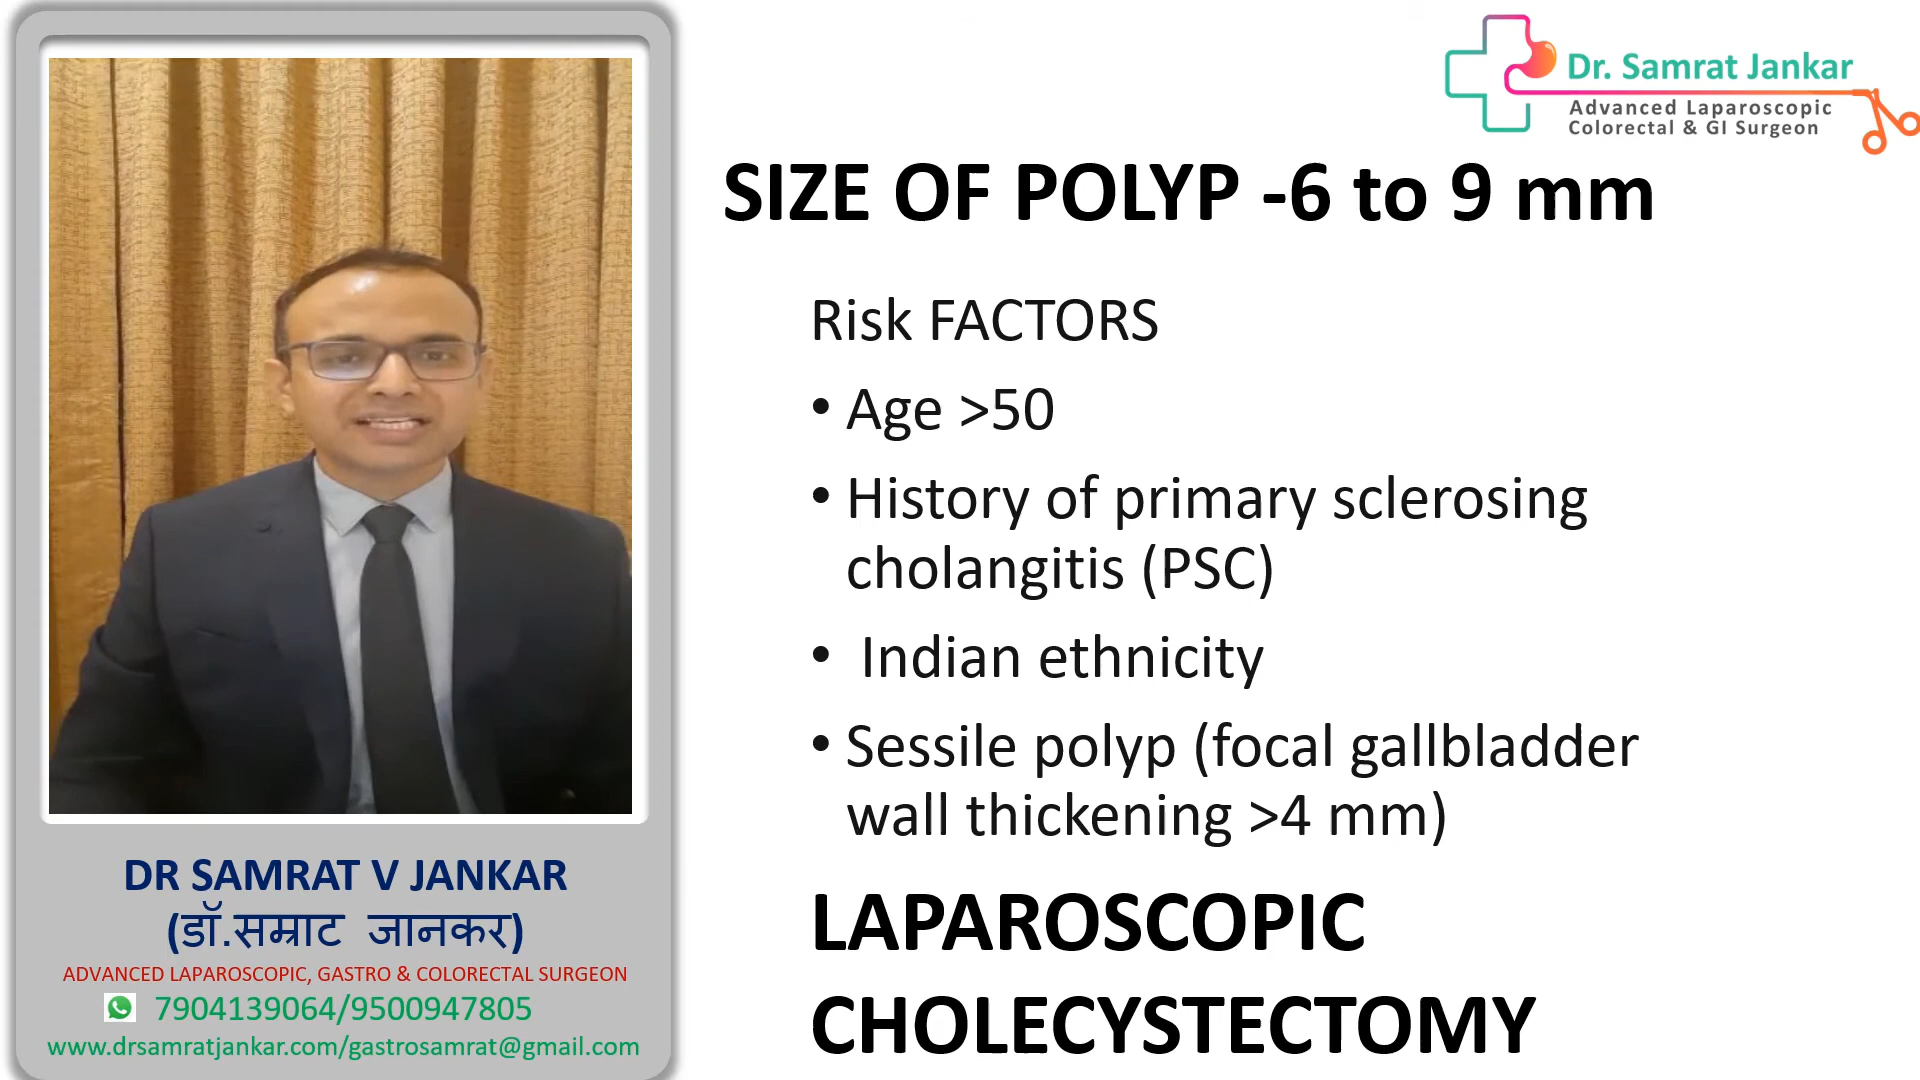 Dr. Samrat Jankar
Advanced Laparoscopic
Colorectal & GI Surgeon
SIZE OF POLYP -6 to 9 mm
Risk FACTORS
• Age >50
• History of primary sclerosing
cholangitis (PSC)
• Indian ethnicity
• Sessile polyp (focal gallbladder
wall thickening >4 mm)
LAPAROSCOPIC
CHOLECYSTECTOMY
DR SAMRAT V JANKAR
(डॉ.सम्राट जानकर)
ADVANCED LAPAROSCOPIC, GASTRO & COLORECTAL SURGEON
7904139064/9500947805
www.drsamratjankar.com/gastrosamrat@gmail.com